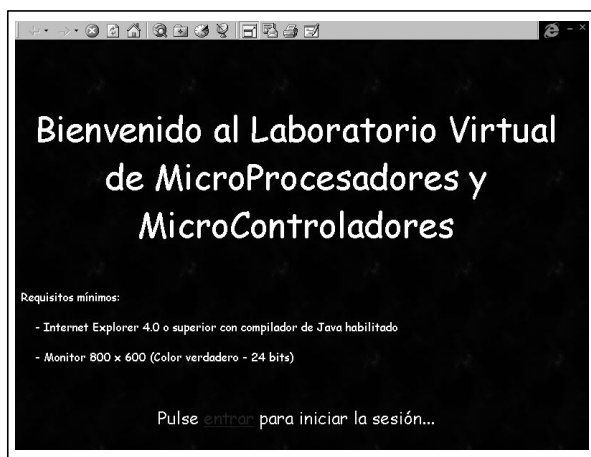 Bienvenido al Laboratorio Virtual
de MicroProcesadores y
MicroControladores
Requisitos mínimos:
- Internet Explorer 4.0 o superior con compilador de Java habilitado
- Monitor 800 x 600 (Color verdadero - 24 bits)
Pulse entrar para iniciar la sesión...